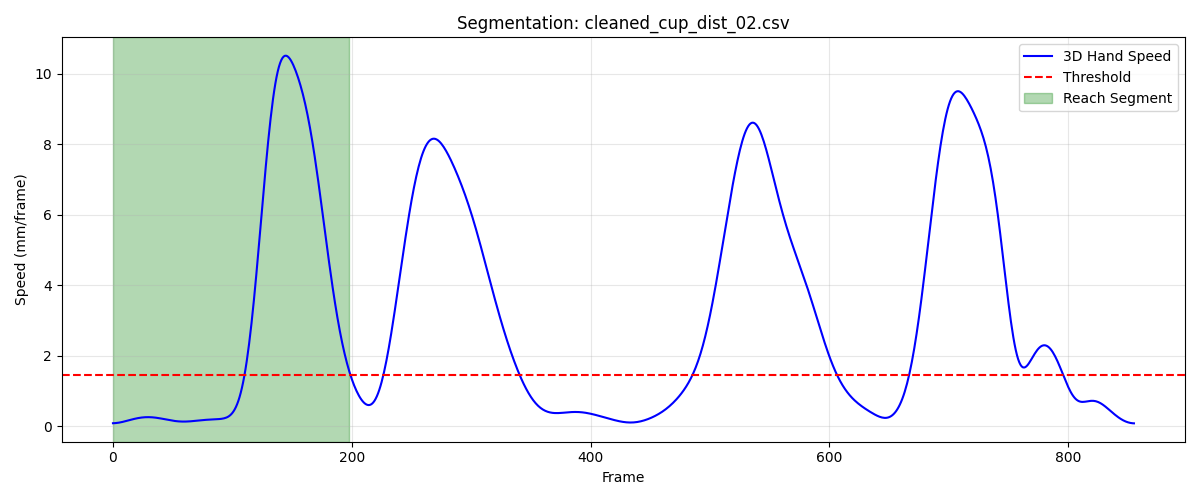 Segmentation: cleaned_cup_dist_02.csv
3D Hand Speed
Threshold
Reach Segment
Speed (mm/frame)
10
8
6
4
2
0
0 200 400 600 800
Frame